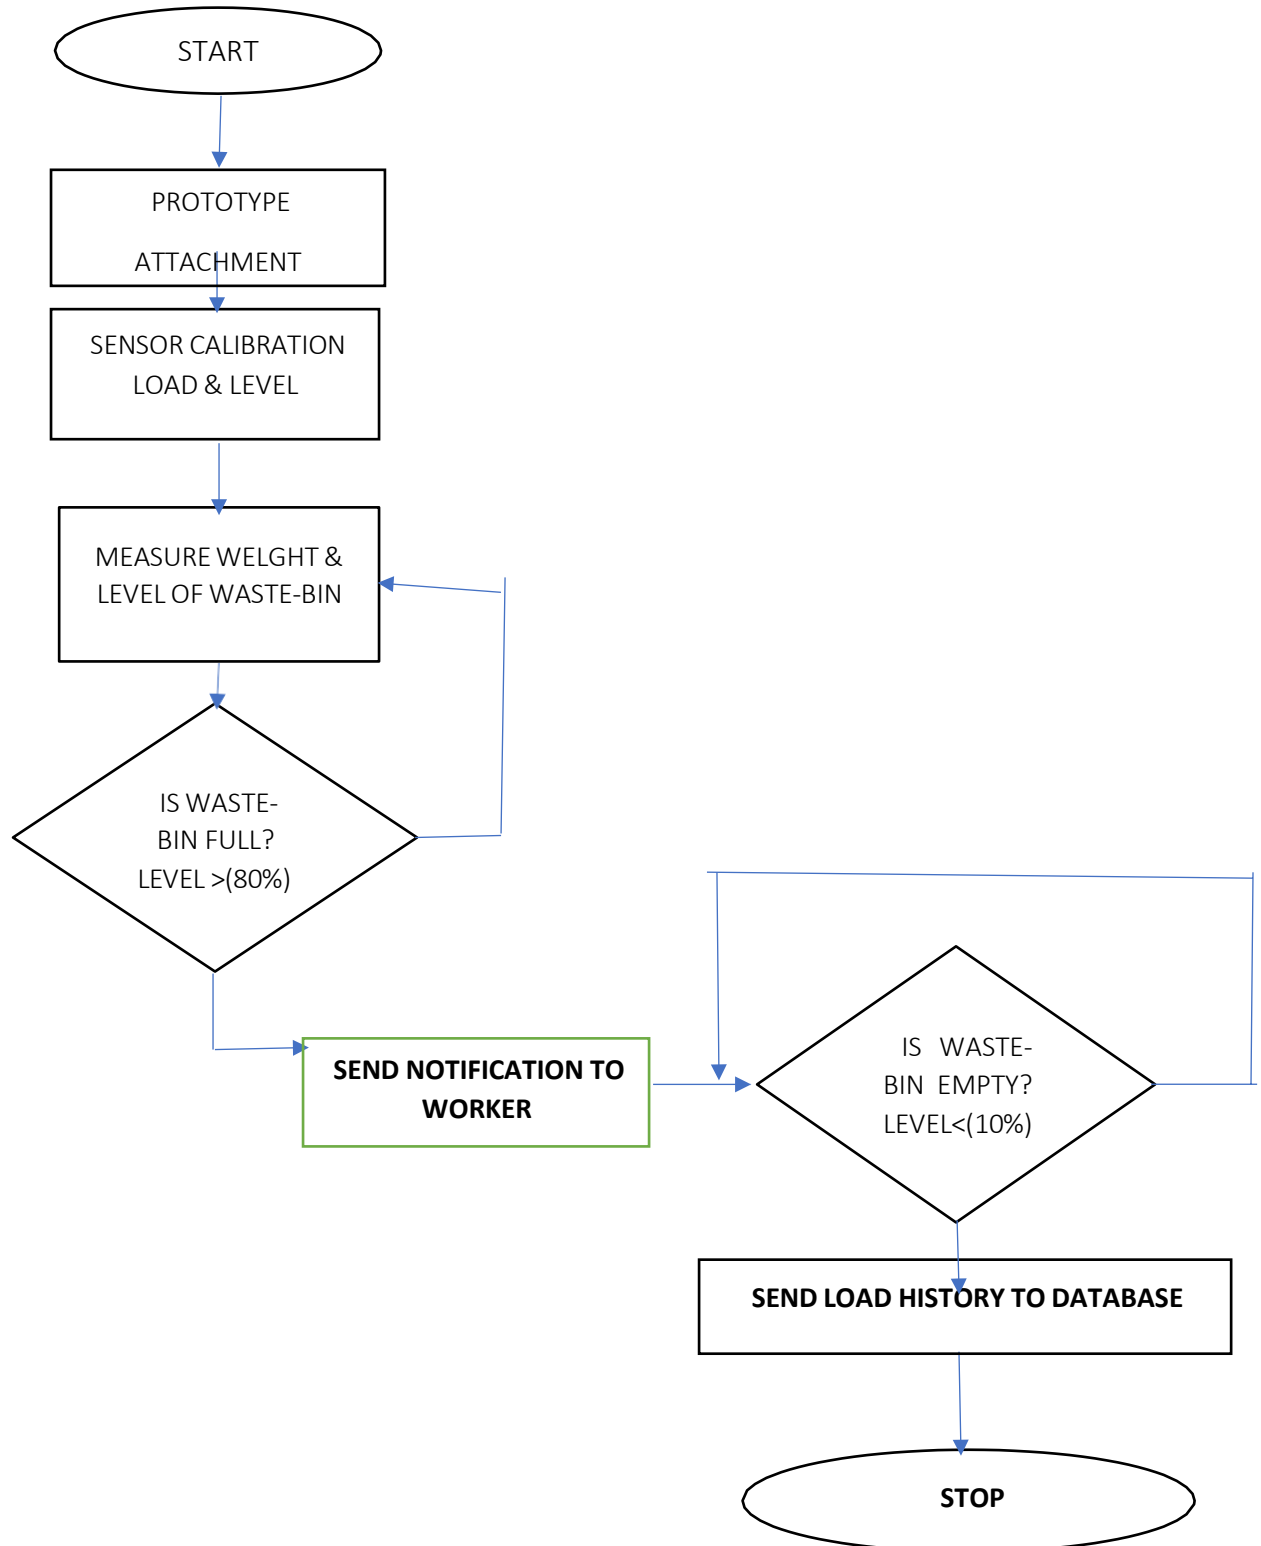 START
PROTOTYPE
ATTACHMENT
SENSOR CALIBRATION
LOAD & LEVEL
MEASURE WELGHT &
LEVEL OF WASTE-BIN
IS WASTE-
BIN FULL?
LEVEL >(80%)
SEND NOTIFICATION TO
WORKER
IS WASTE-
BIN EMPTY?
LEVEL<(10%)
SEND LOAD HISTORY TO DATABASE
STOP